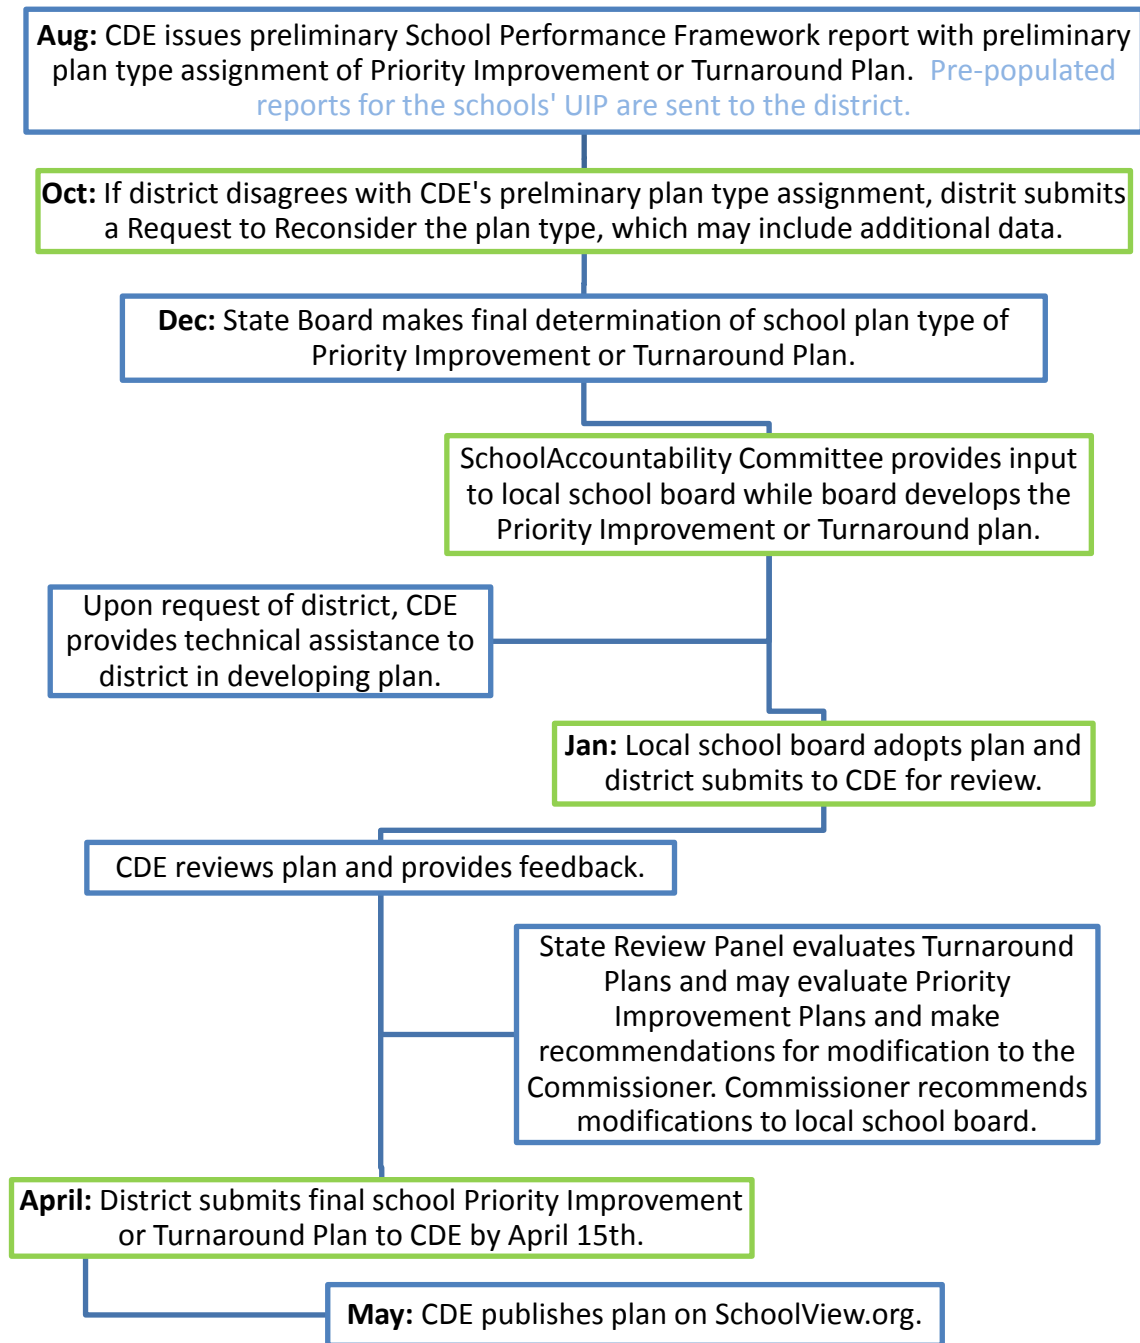 Aug: CDE issues preliminary School Performance Framework report with preliminary
plan type assignment of Priority Improvement or Turnaround Plan. Pre-populated
reports for the schools' UIP are sent to the district.
Oct: If district disagrees with CDE's prelminary plan type assignment, distrit submits
a Request to Reconsider the plan type, which may include additional data.
Dec: State Board makes final determination of school plan type of
Priority Improvement or Turnaround Plan.
SchoolAccountability Committee provides input
to local school board while board develops the
Priority Improvement or Turnaround plan.
Upon request of district, CDE
provides technical assistance to
district in developing plan.
Jan: Local school board adopts plan and
district submits to CDE for review.
CDE reviews plan and provides feedback.
State Review Panel evaluates Turnaround
Plans and may evaluate Priority
Improvement Plans and make
recommendations for modification to the
Commissioner. Commissioner recommends
modifications to local school board.
April: District submits final school Priority Improvement
or Turnaround Plan to CDE by April 15th.
May: CDE publishes plan on SchoolView.org.